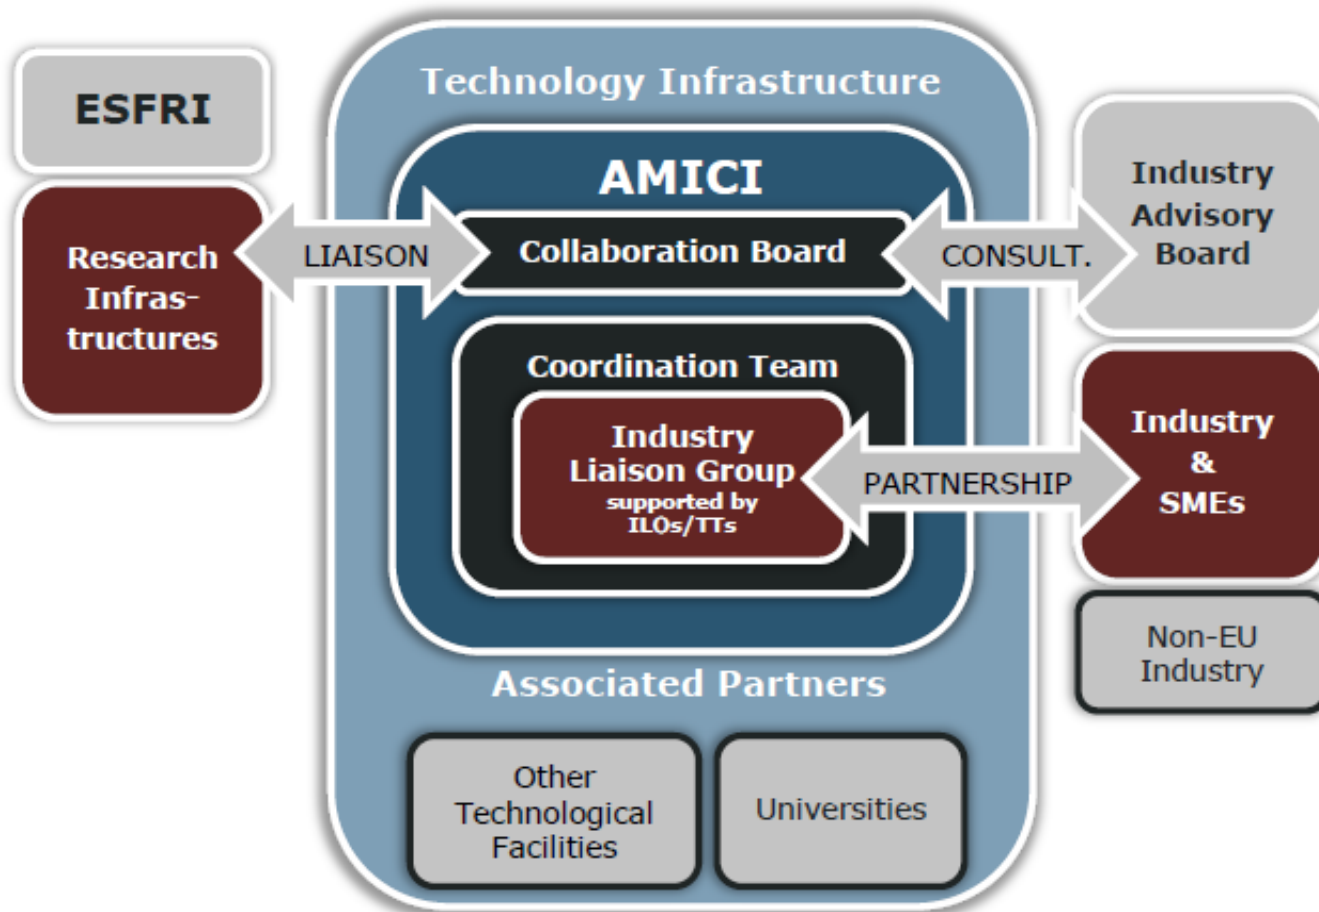 Technology Infrastructure
ESFRI
AMICI
Research
Infras-
tructures
LIAISON
Collaboration Board
CONSULT.
Industry
Advisory
Board
Coordination Team
Industry
Liaison Group
supported by
ILOs/TTs
PARTNERSHIP
Industry
&
SMEs
Non-EU
Industry
Associated Partners
Other
Technological
Facilities
Universities